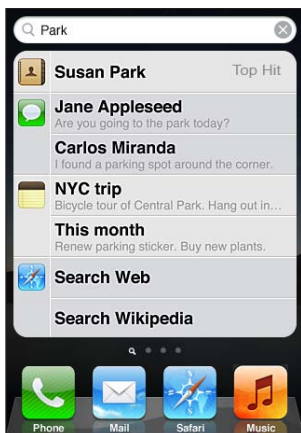 Park
Susan Park Top Hit
Jane Appleseed
Are you going to the park today?
Carlos Miranda
I found a parking spot around the corner.
NYC trip
Bicycle tour of Central Park. Hang out in...
This month
Renew parking sticker. Buy new plants.
Search Web
Search Wikipedia
Phone Mail Safari Music